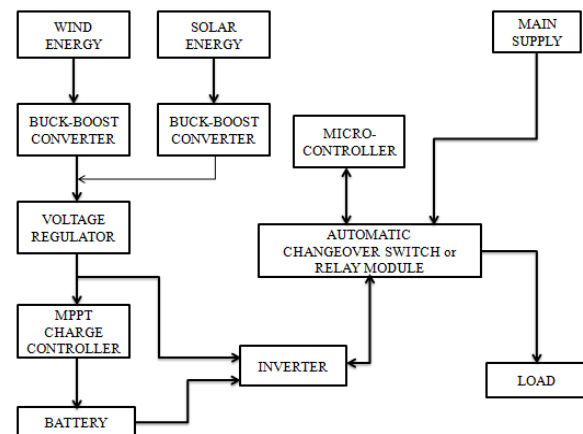 WIND
ENERGY
SOLAR
ENERGY
MAIN
SUPPLY
BUCK-BOOST
CONVERTER
BUCK-BOOST
CONVERTER
MICRO-
CONTROLLER
VOLTAGE
REGULATOR
AUTOMATIC
CHANGEOVER SWITCH or
RELAY MODULE
MPPT
CHARGE
CONTROLLER
INVERTER
LOAD
BATTERY